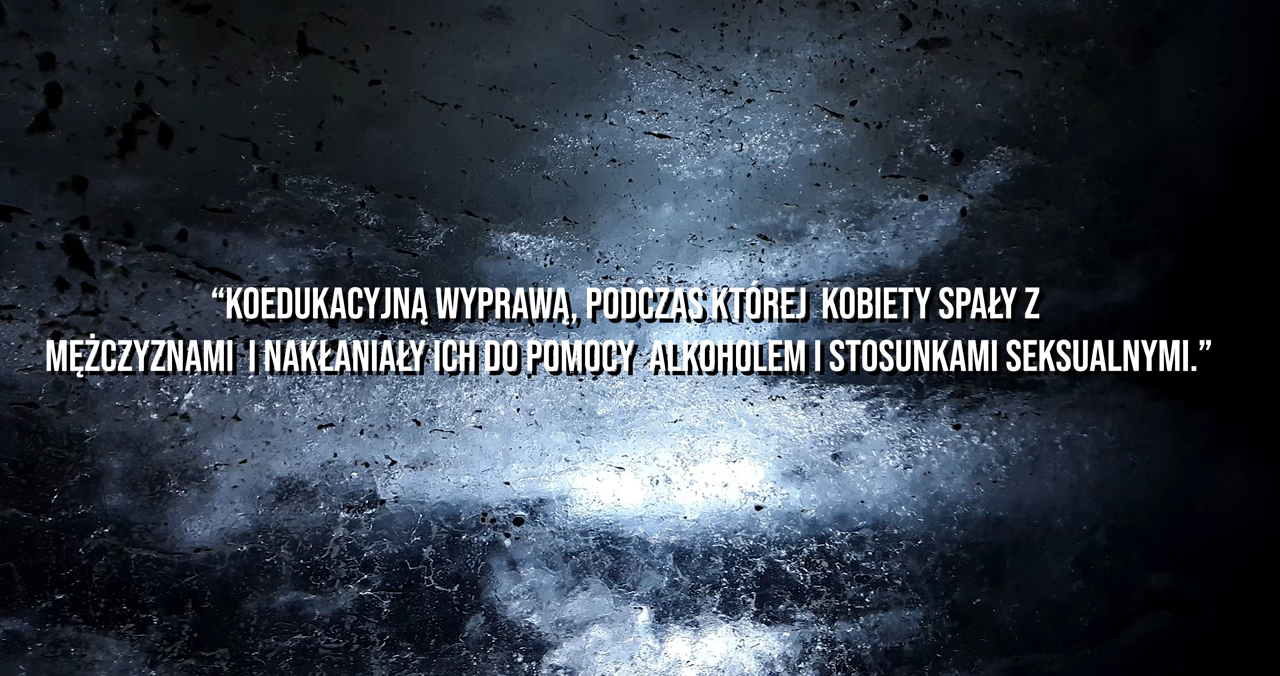 “KOEDUKACYJNĄ WYPRAWĄ, PODCZAS KTÓREJ KOBIETY SPAŁY Z
MĘŻCZYZNAMI I NAKŁANIAŁY ICH DO POMOCY ALKOHOLEM I STOSUNKAMI SEKSUALNYMI.”